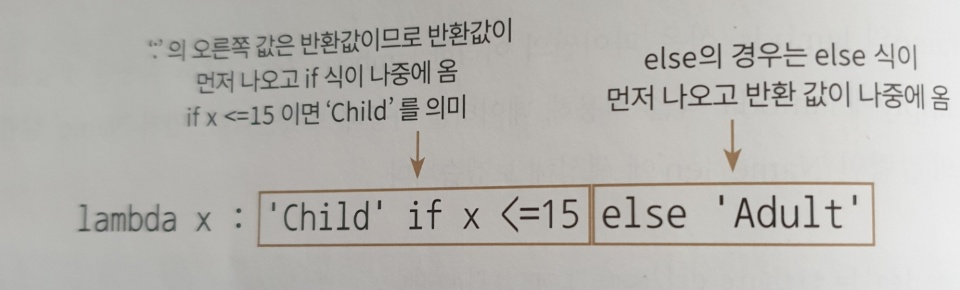 ':'의 오른쪽 값은 반환값이므로 반환값이
먼저 나오고 if 식이 나중에 옴
if x <=15 이면 ‘Child’ 를 의미
else의 경우는 else 식이
먼저 나오고 반환 값이 나중에 옴
lambda x : 'Child' if x <=15 else 'Adult'